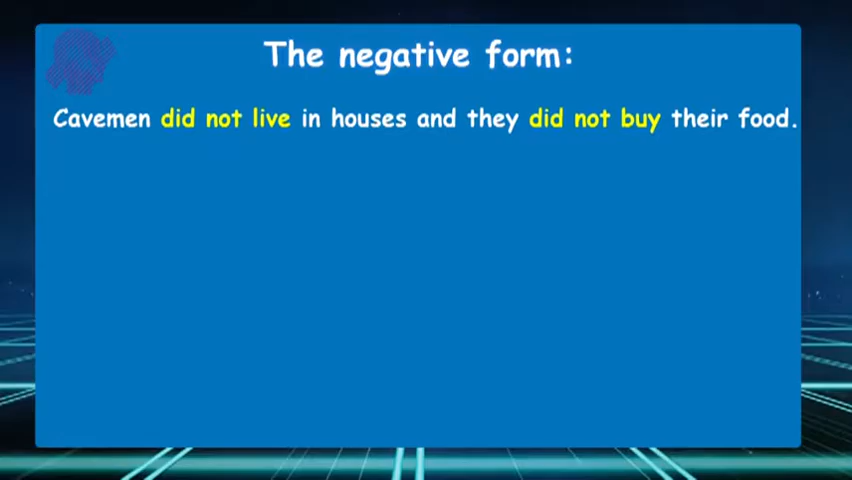 The negative form:
Cavemen did not live in houses and they did not buy their food.